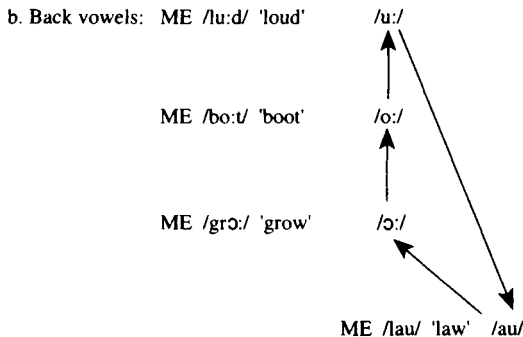 b. Back vowels: ME /lu:d/ 'loud' /u:/
ME /bo:t/ 'boot' /o:/
ME /grɔ:/ 'grow' /ɔ:/
ME /lau/ 'law' /au/